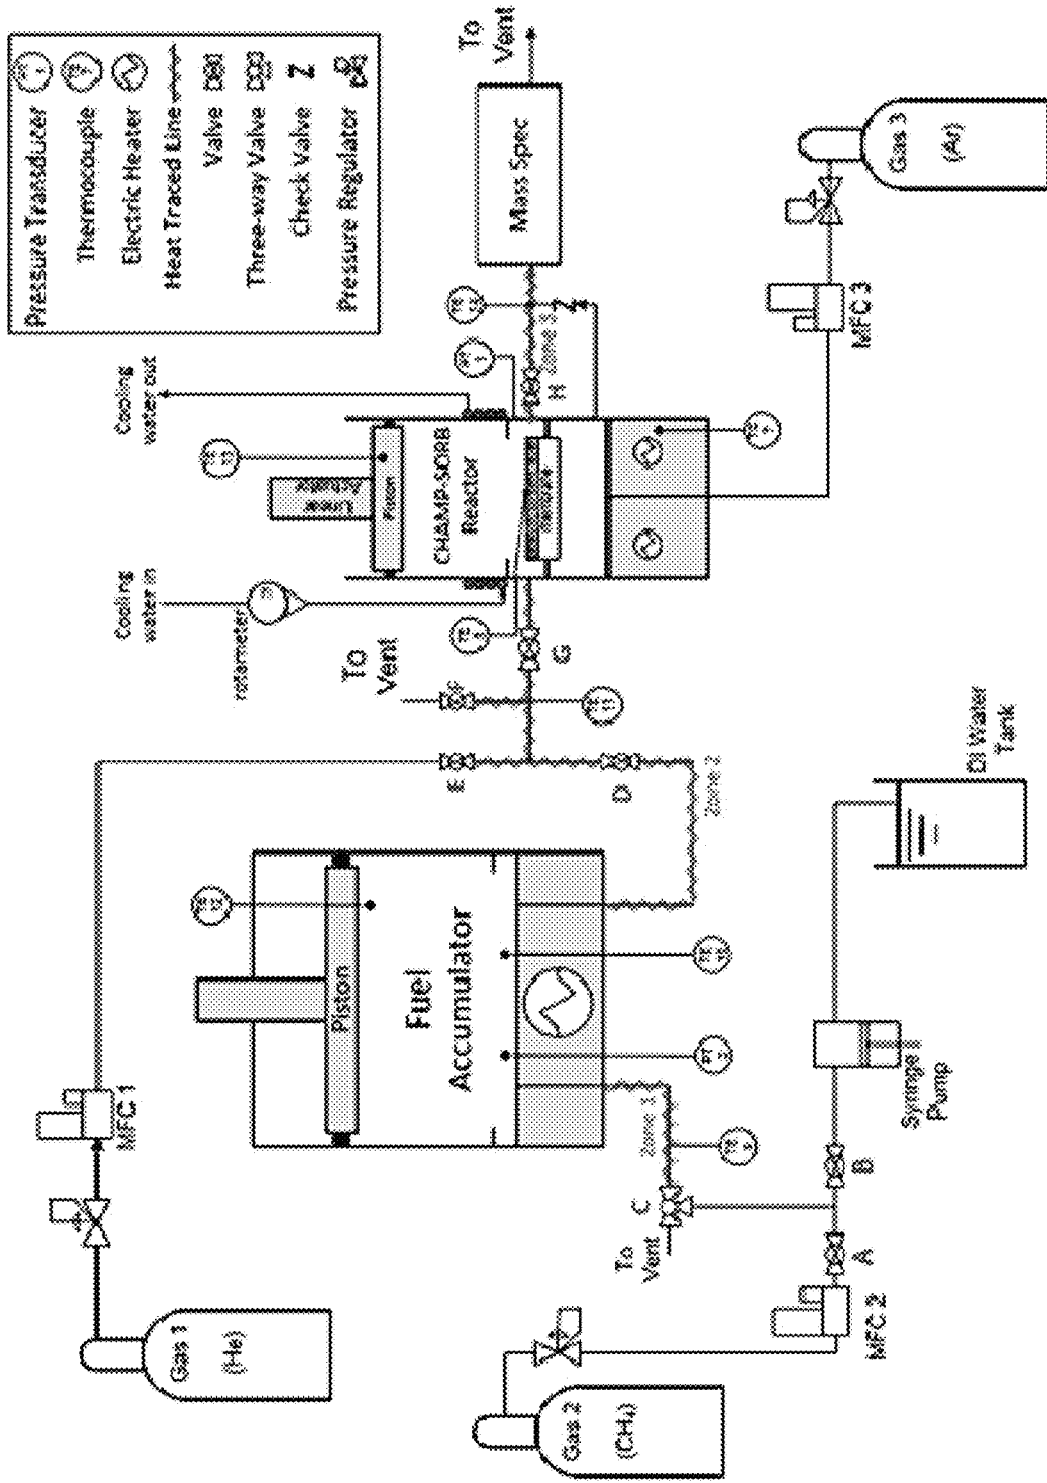 Pressure Transducer
Thermocouple
Electric Heater
Heat Traced Line
Valve
Three-way Valve
Check Valve
Pressure Regulator
Gas 1
(He)
MFC 1
Gas 2
(CH₄)
MFC 2
A
B
C
To
Vent
Zone 1
Piston
Fuel
Accumulator
Syringe
Pump
DI Water
Tank
Zone 2
D
E
F
To
Vent
G
rotameter
Cooling
water in
Cooling
water out
Linear
Actuator
Piston
CHAMP-SORB
Reactor
H
Zone 3
Mass Spec
To
Vent
MFC 3
Gas 3
(Ar)